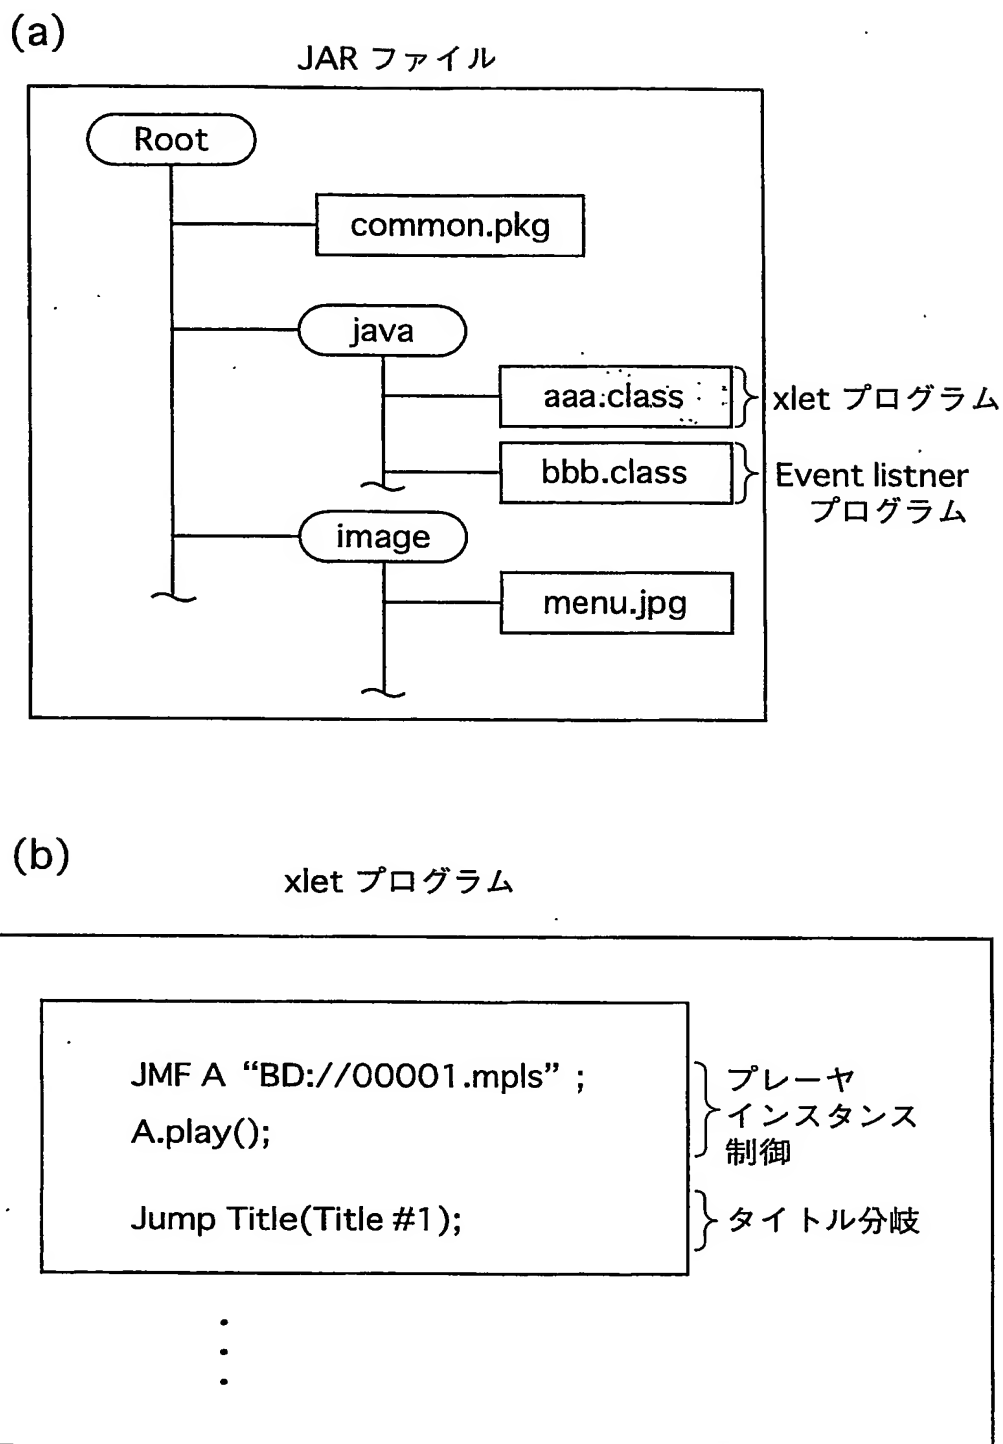 (a)
JAR ファイル
Root
common.pkg
java
aaa.class
xlet プログラム
bbb.class
Event listner
プログラム
image
menu.jpg
(b)
xlet プログラム
JMF A “BD://00001.mpls” ;
A.play();
プレーヤ
インスタンス
制御
Jump Title(Title #1);
タイトル分岐